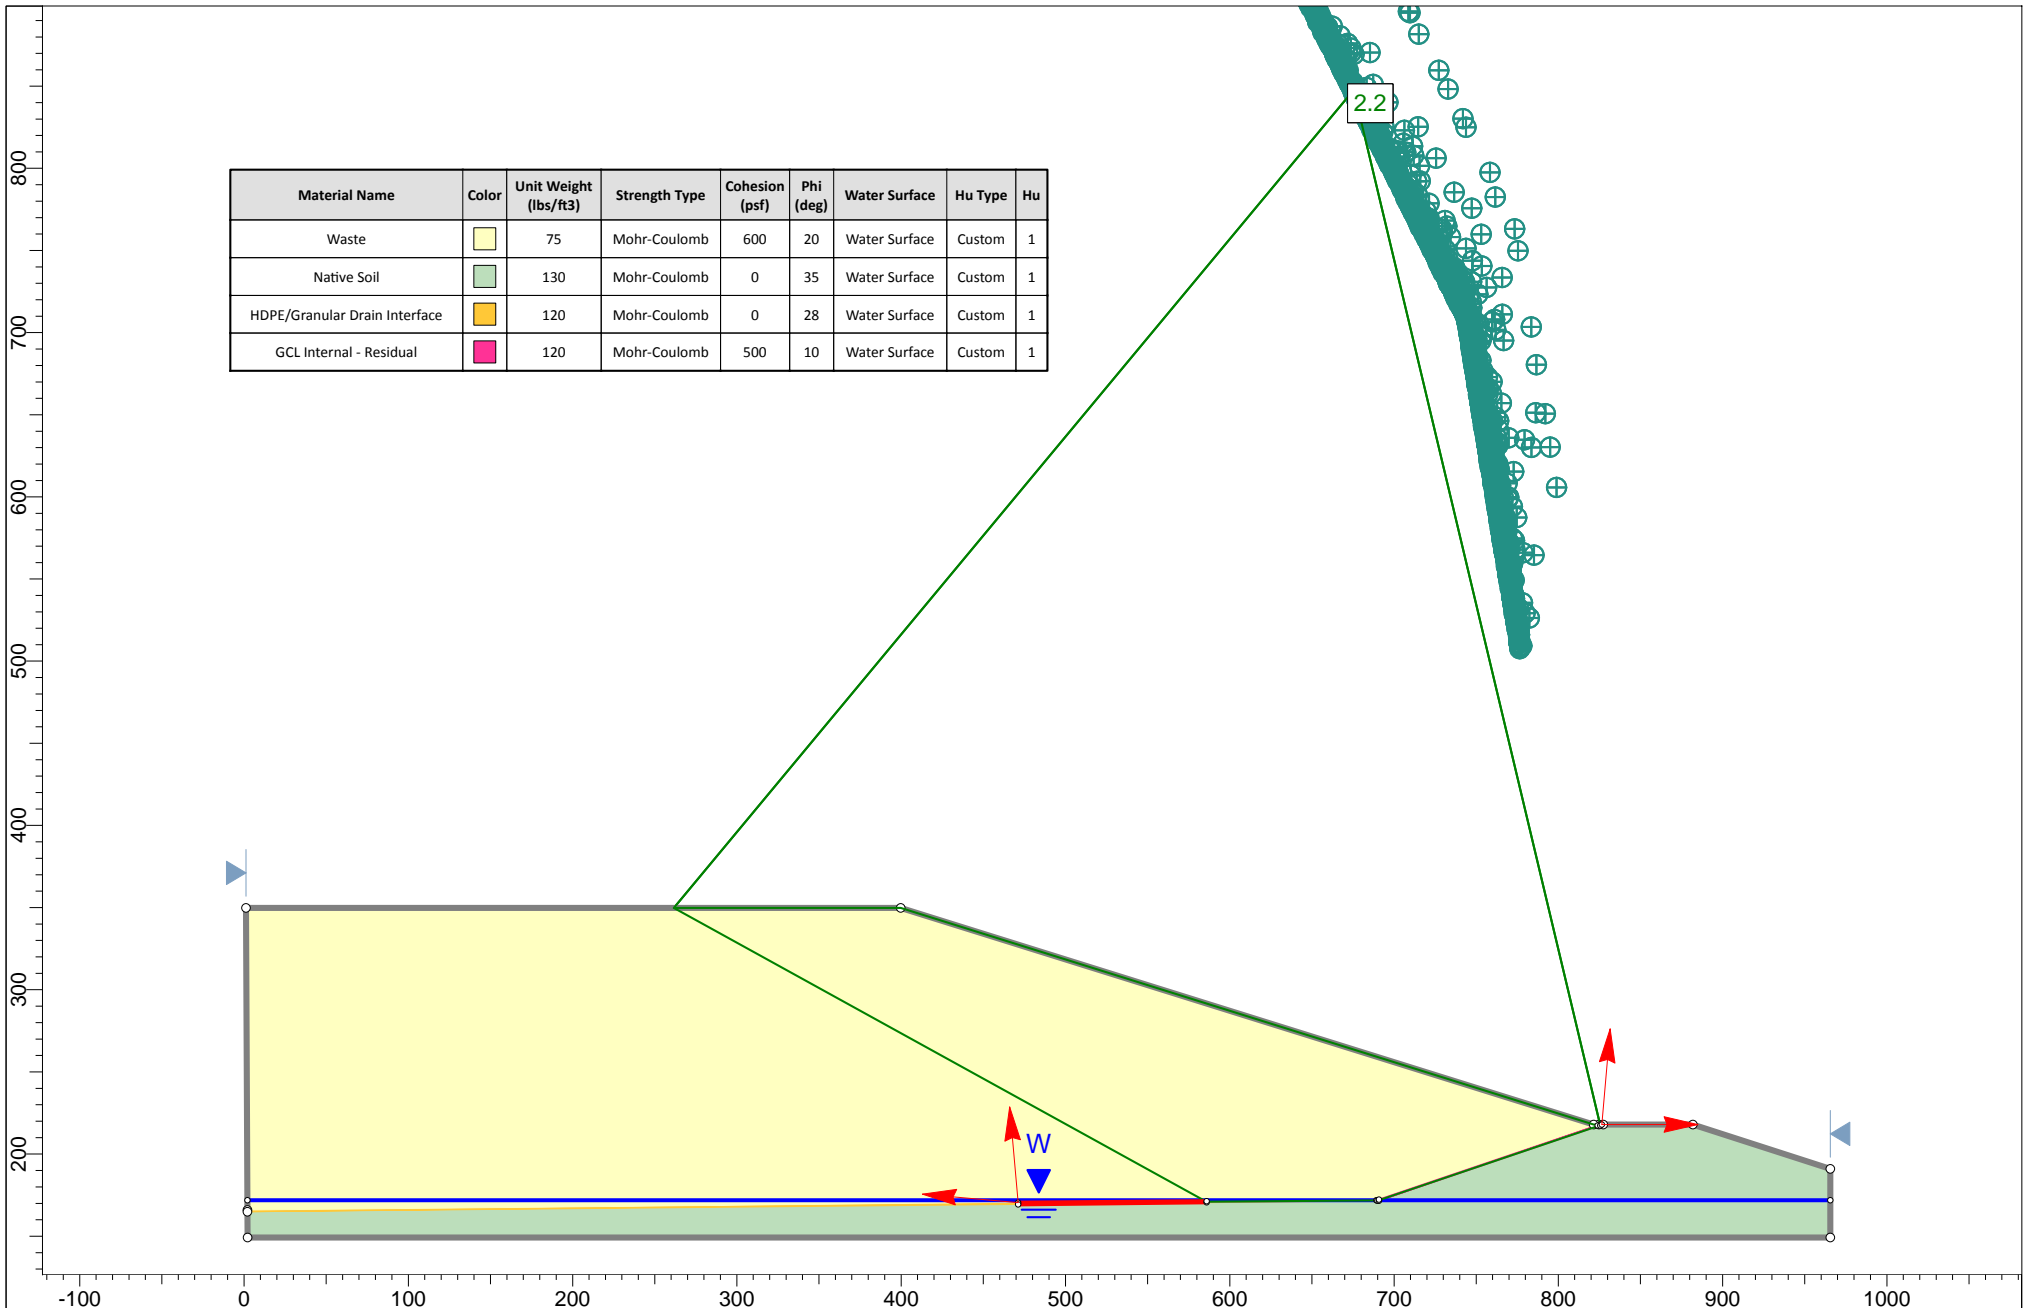 2.2
Material Name Color Unit Weight (lbs/ft3) Strength Type Cohesion (psf) Phi (deg) Water Surface Hu Type Hu
Waste 75 Mohr-Coulomb 600 20 Water Surface Custom 1
Native Soil 130 Mohr-Coulomb 0 35 Water Surface Custom 1
HDPE/Granular Drain Interface 120 Mohr-Coulomb 0 28 Water Surface Custom 1
GCL Internal - Residual 120 Mohr-Coulomb 500 10 Water Surface Custom 1
800
700
600
500
400
300
200
W
-100 0 100 200 300 400 500 600 700 800 900 1000